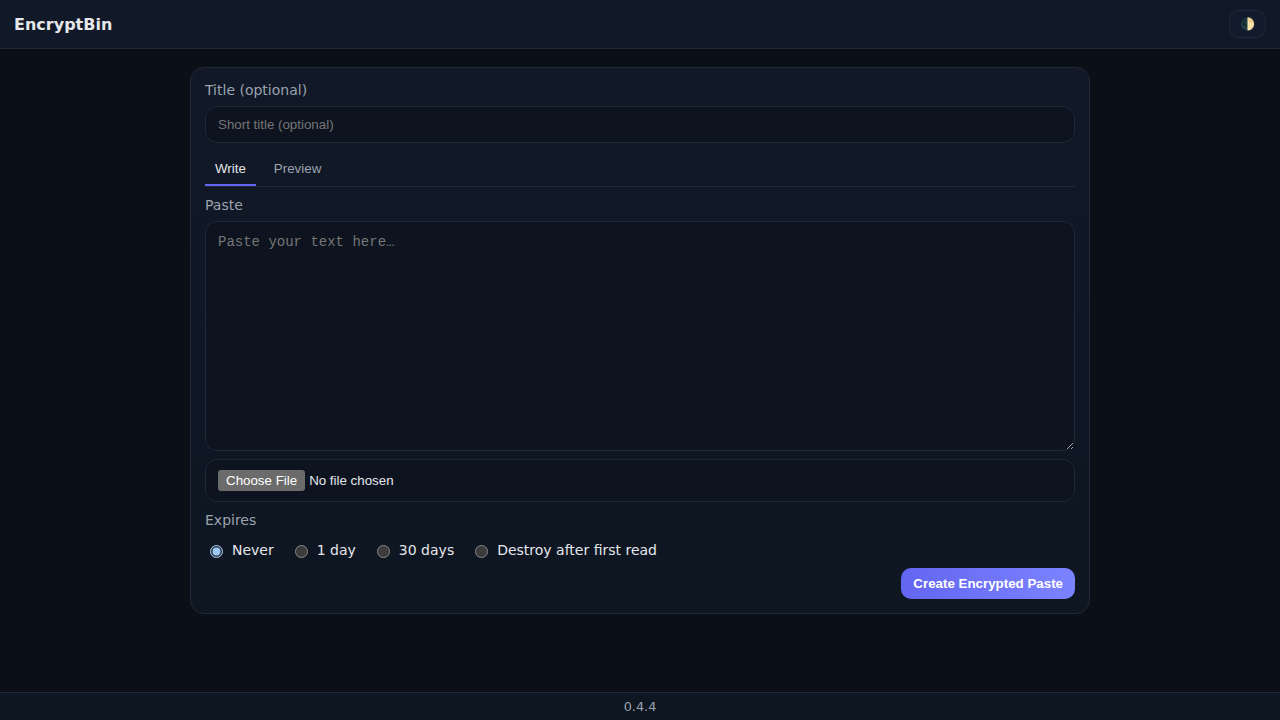 EncryptBin
Title (optional)
Short title (optional)
Write Preview
Paste
Paste your text here…
Choose File No file chosen
Expires
Never 1 day 30 days Destroy after first read
Create Encrypted Paste
0.4.4